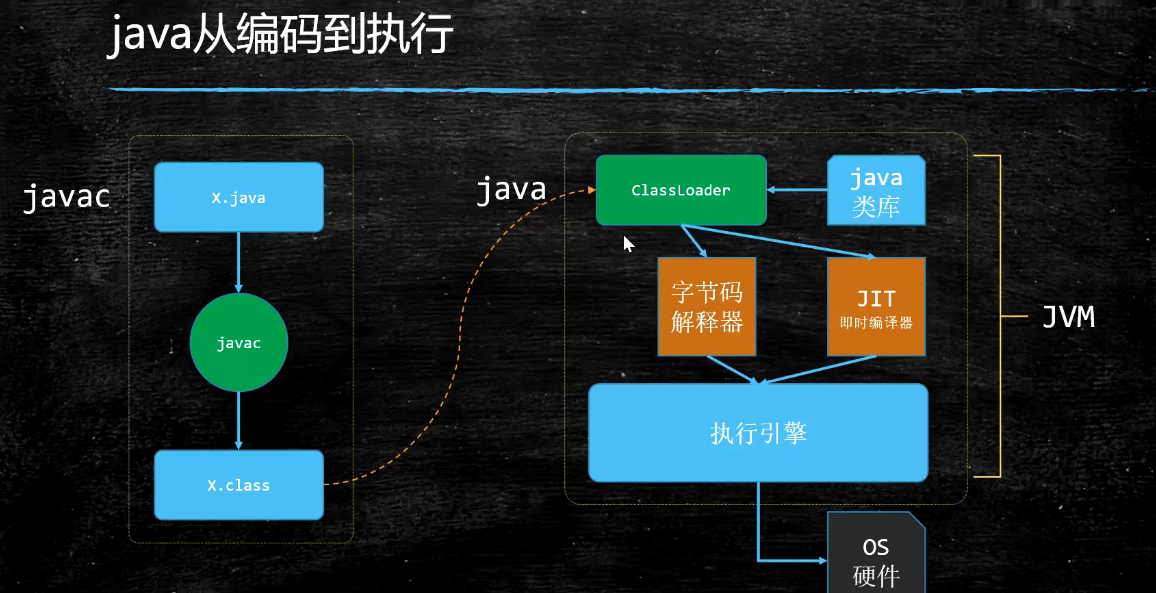 java从编码到执行
javac
X.java
javac
X.class
java
ClassLoader
java
类库
字节码
解释器
JIT
即时编译器
执行引擎
JVM
OS
硬件